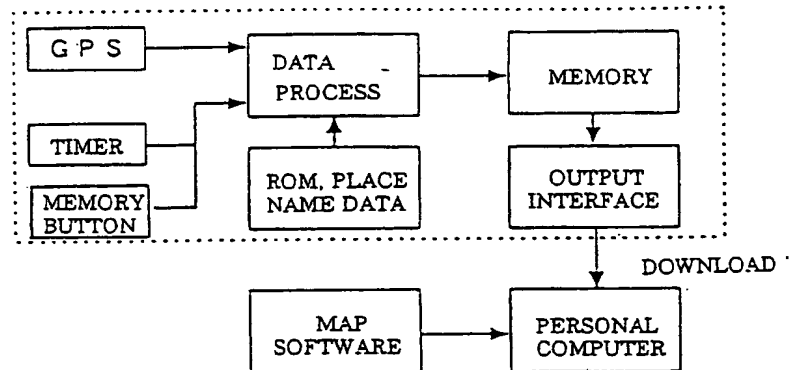 GPS
DATA
PROCESS
MEMORY
TIMER
MEMORY
BUTTON
ROM, PLACE
NAME DATA
OUTPUT
INTERFACE
DOWNLOAD
MAP
SOFTWARE
PERSONAL
COMPUTER